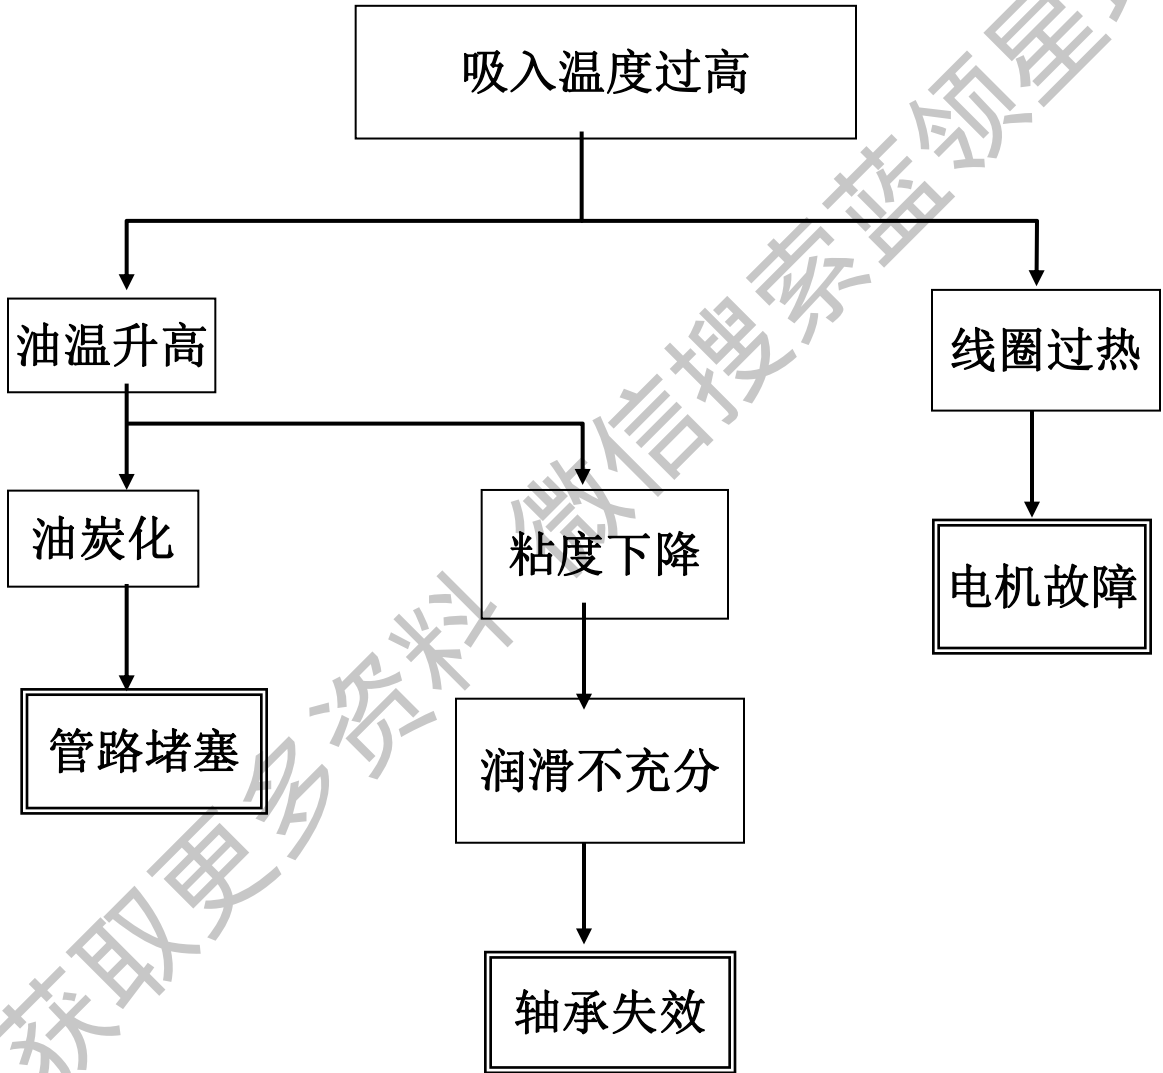 吸入温度过高
油温升高
线圈过热
油炭化
粘度下降
电机故障
管路堵塞
润滑不充分
轴承失效
获取更多资料 微信搜索蓝领星